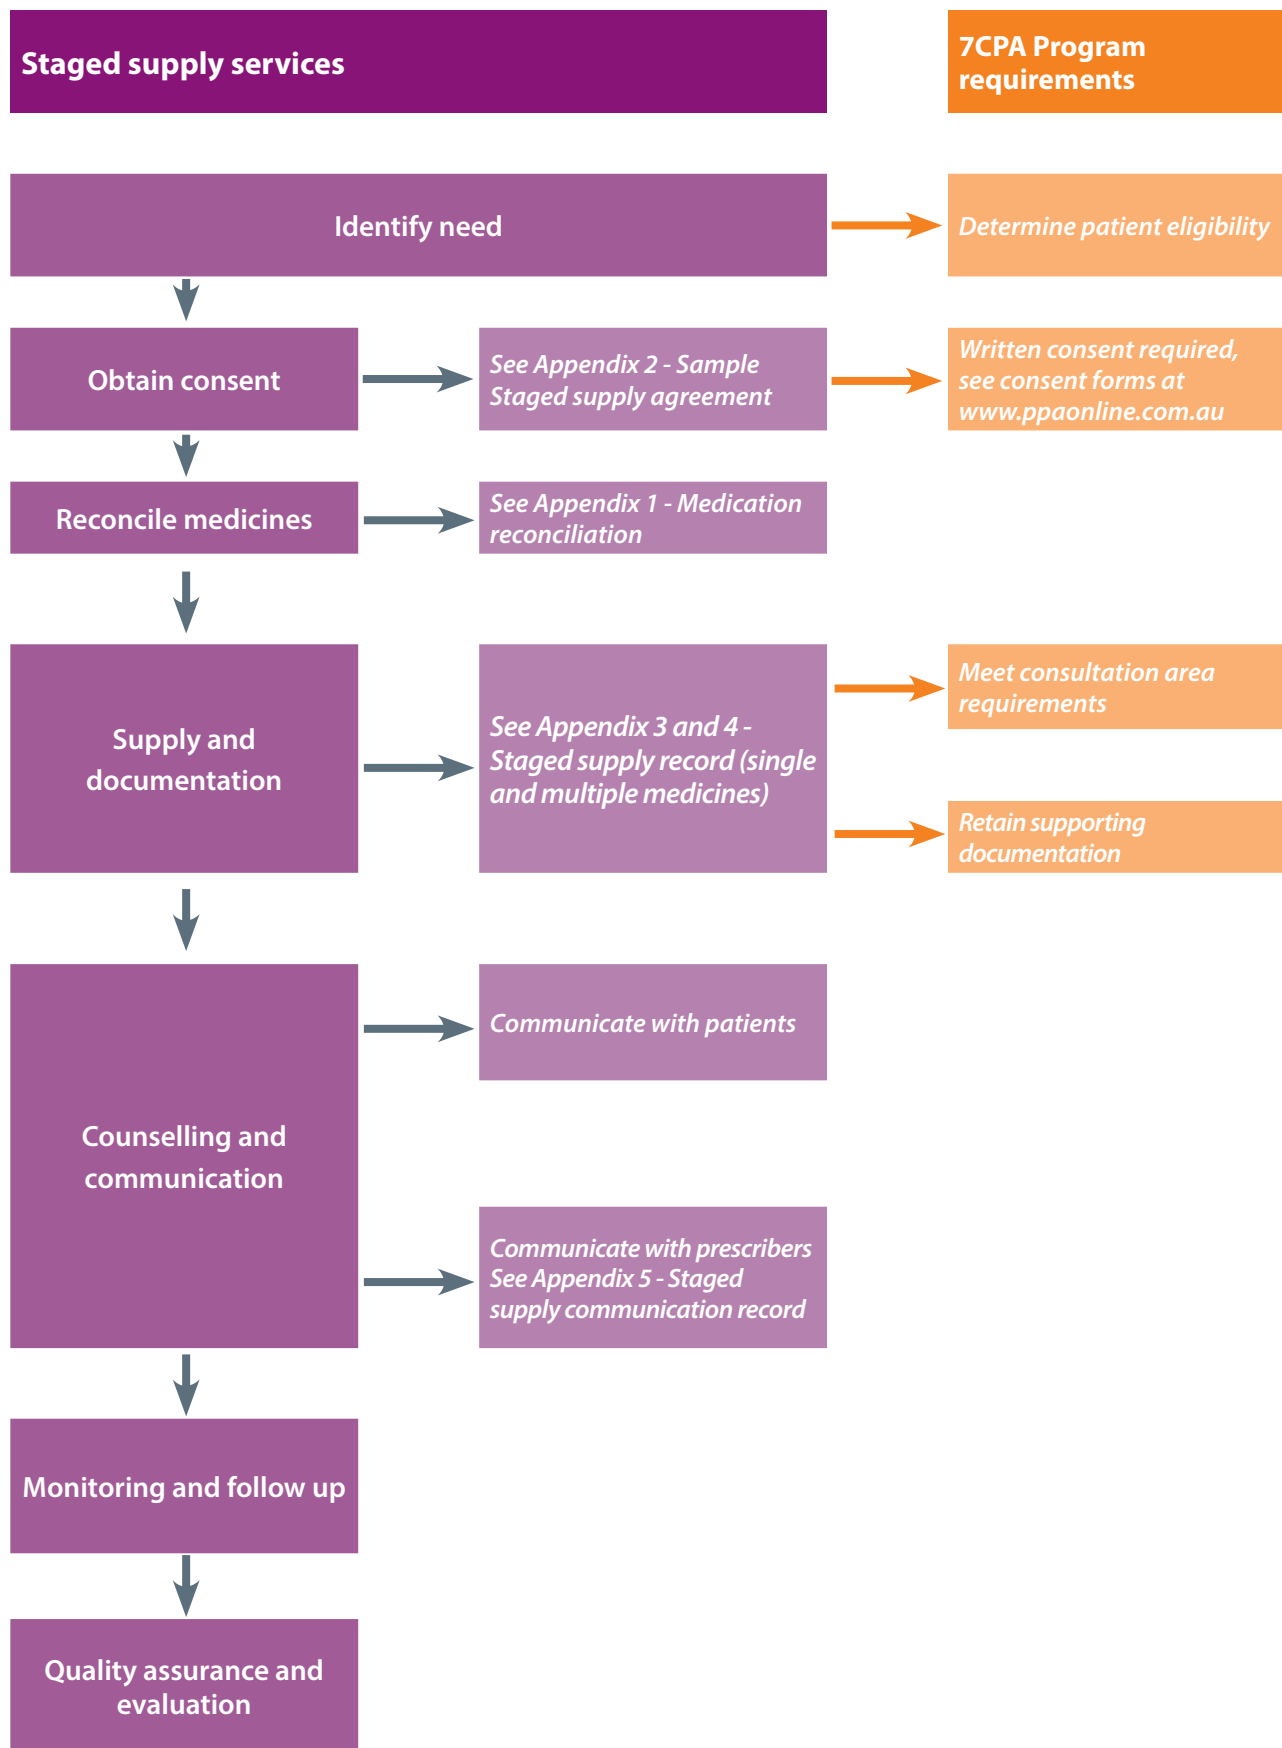 Staged supply services
7CPA Program
requirements
Identify need
Determine patient eligibility
Obtain consent
See Appendix 2 - Sample
Staged supply agreement
Written consent required,
see consent forms at
www.ppaonline.com.au
Reconcile medicines
See Appendix 1 - Medication
reconciliation
Supply and
documentation
See Appendix 3 and 4 -
Staged supply record (single
and multiple medicines)
Meet consultation area
requirements
Retain supporting
documentation
Counselling and
communication
Communicate with patients
Communicate with prescribers
See Appendix 5 - Staged
supply communication record
Monitoring and follow up
Quality assurance and
evaluation